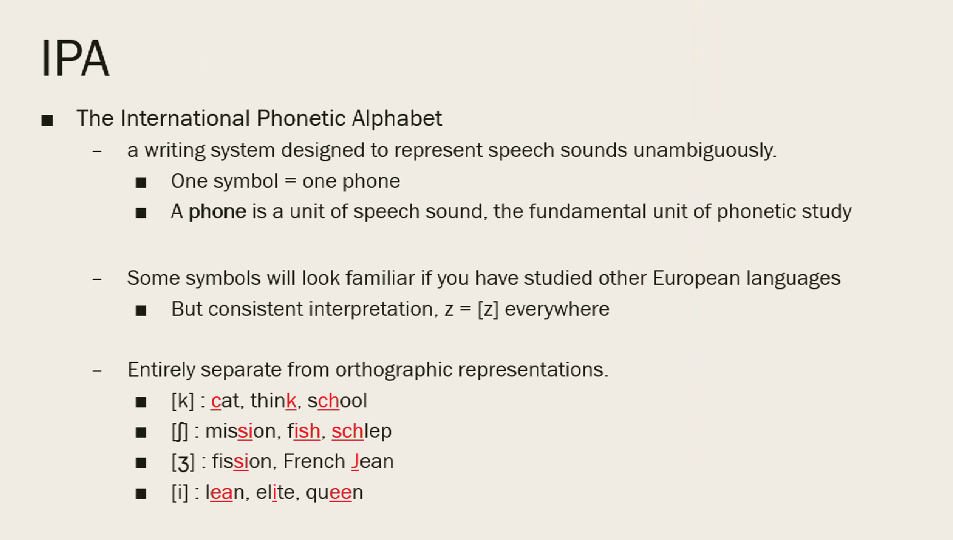 IPA
■ The International Phonetic Alphabet
– a writing system designed to represent speech sounds unambiguously.
■ One symbol = one phone
■ A phone is a unit of speech sound, the fundamental unit of phonetic study
– Some symbols will look familiar if you have studied other European languages
■ But consistent interpretation, z = [z] everywhere
– Entirely separate from orthographic representations.
■ [k] : cat, think, school
■ [ʃ] : mission, fish, schlep
■ [ʒ] : fission, French Jean
■ [i] : lean, elite, queen